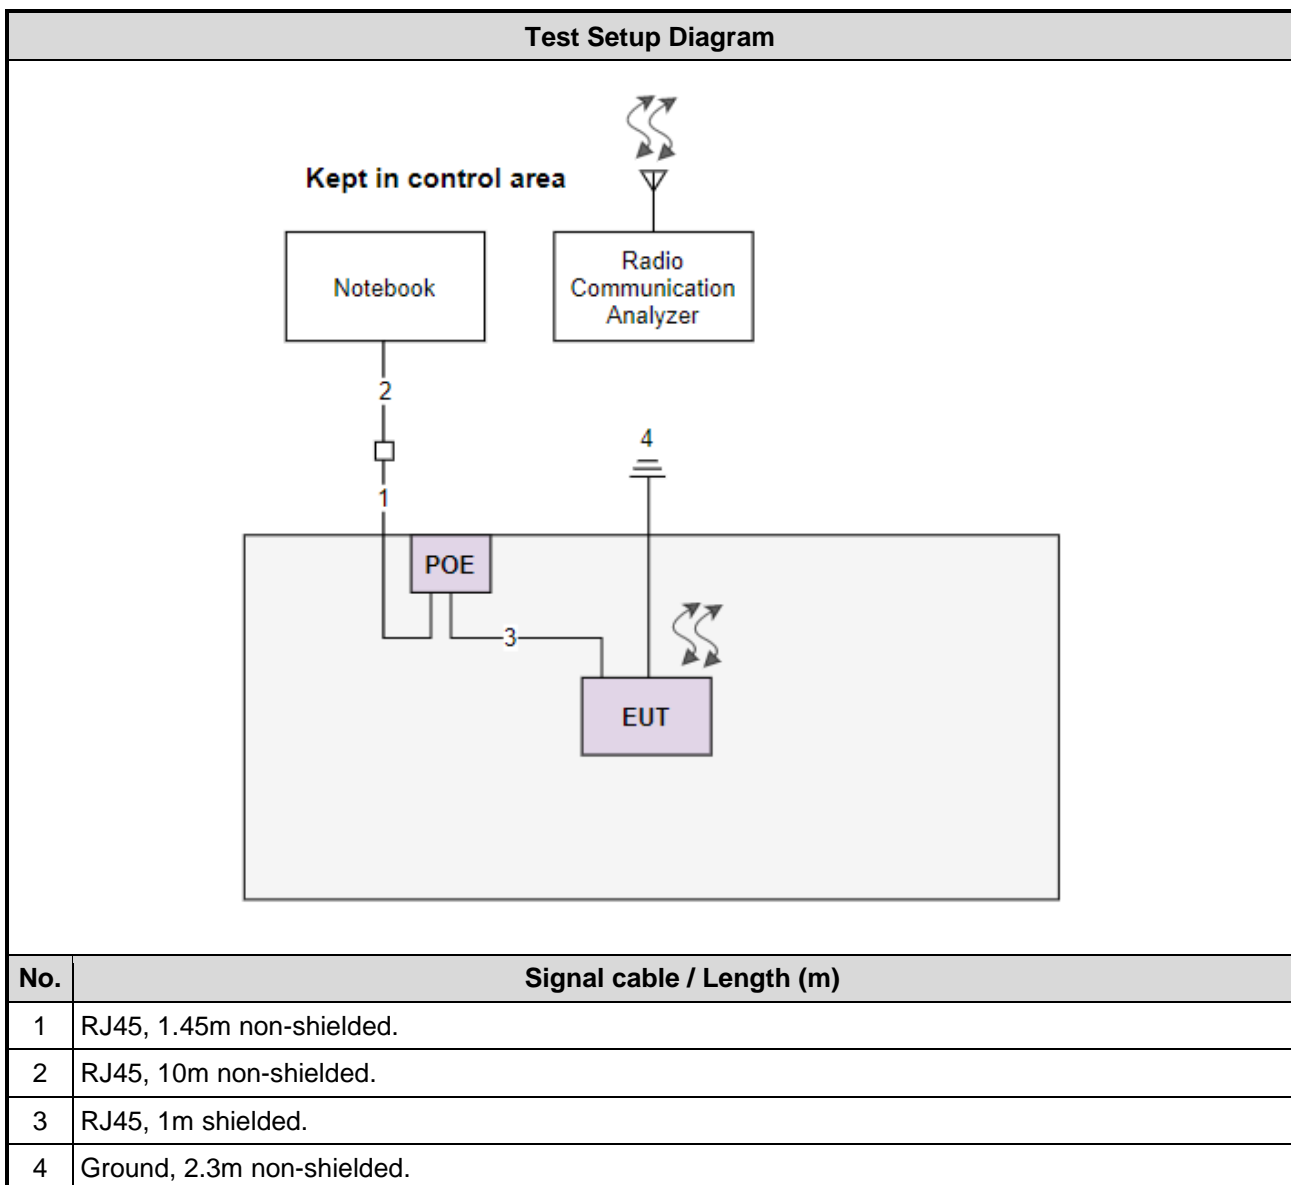 Test Setup Diagram
Kept in control area
Notebook
Radio
Communication
Analyzer
2
4
1
POE
3
EUT
No. Signal cable / Length (m)
1 RJ45, 1.45m non-shielded.
2 RJ45, 10m non-shielded.
3 RJ45, 1m shielded.
4 Ground, 2.3m non-shielded.